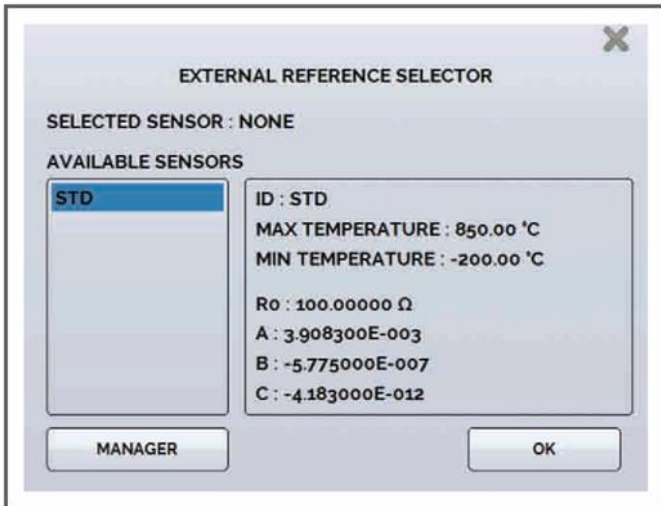 EXTERNAL REFERENCE SELECTOR
SELECTED SENSOR : NONE
AVAILABLE SENSORS
STD
ID : STD
MAX TEMPERATURE : 850.00 °C
MIN TEMPERATURE : -200.00 °C
R0 : 100.00000 Ω
A : 3.908300E-003
B : -5.775000E-007
C : -4.183000E-012
MANAGER
OK